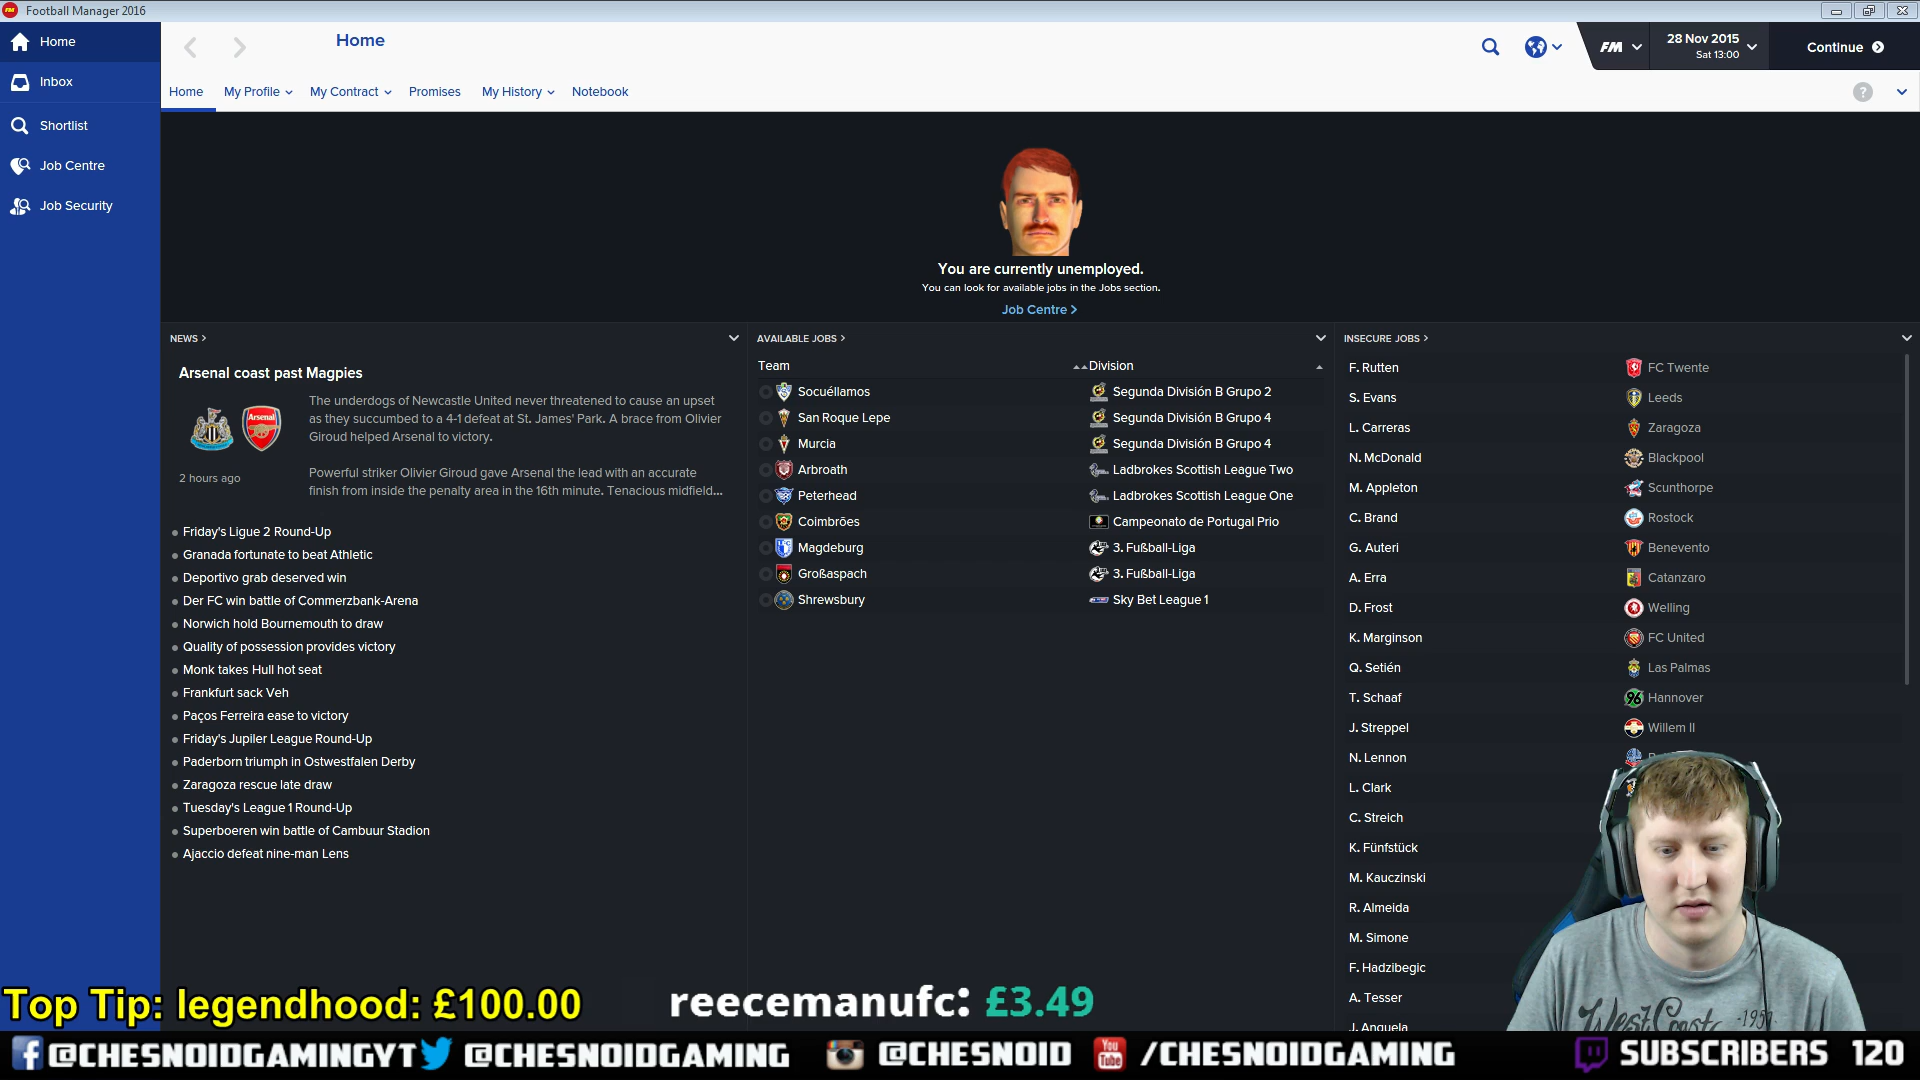 Football Manager 2016
Home
Inbox
Shortlist
Job Centre
Job Security
Home
FM
28 Nov 2015
Sat 13:00
Continue
Home
My Profile
My Contract
Promises
My History
Notebook
You are currently unemployed.
You can look for available jobs in the Jobs section.
Job Centre >
NEWS >
Arsenal coast past Magpies
The underdogs of Newcastle United never threatened to cause an upset
as they succumbed to a 4-1 defeat at St. James' Park. A brace from Olivier
Giroud helped Arsenal to victory.
2 hours ago
Powerful striker Olivier Giroud gave Arsenal the lead with an accurate
finish from inside the penalty area in the 16th minute. Tenacious midfield...
Friday's Ligue 2 Round-Up
Granada fortunate to beat Athletic
Deportivo grab deserved win
Der FC win battle of Commerzbank-Arena
Norwich hold Bournemouth to draw
Quality of possession provides victory
Monk takes Hull hot seat
Frankfurt sack Veh
Paços Ferreira ease to victory
Friday's Jupiler League Round-Up
Paderborn triumph in Ostwestfalen Derby
Zaragoza rescue late draw
Tuesday's League 1 Round-Up
Superboeren win battle of Cambuur Stadion
Ajaccio defeat nine-man Lens
AVAILABLE JOBS >
Team Division
Socuéllamos Segunda División B Grupo 2
San Roque Lepe Segunda División B Grupo 4
Murcia Segunda División B Grupo 4
Arbroath Ladbrokes Scottish League Two
Peterhead Ladbrokes Scottish League One
Coimbrões Campeonato de Portugal Prio
Magdeburg 3. Fußball-Liga
Großaspach 3. Fußball-Liga
Shrewsbury Sky Bet League 1
INSECURE JOBS >
F. Rutten FC Twente
S. Evans Leeds
L. Carreras Zaragoza
N. McDonald Blackpool
M. Appleton Scunthorpe
C. Brand Rostock
G. Auteri Benevento
A. Erra Catanzaro
D. Frost Welling
K. Marginson FC United
Q. Setién Las Palmas
T. Schaaf Hannover
J. Streppel Willem II
N. Lennon
L. Clark
C. Streich
K. Fünfstück
M. Kauczinski
R. Almeida
M. Simone
F. Hadzibegic
A. Tesser
J. Anquela
Top Tip: legendhood: £100.00
reecemanufc: £3.49
@CHESNOIDGAMINGYT
@CHESNOIDGAMING
@CHESNOID
/CHESNOIDGAMING
SUBSCRIBERS 120